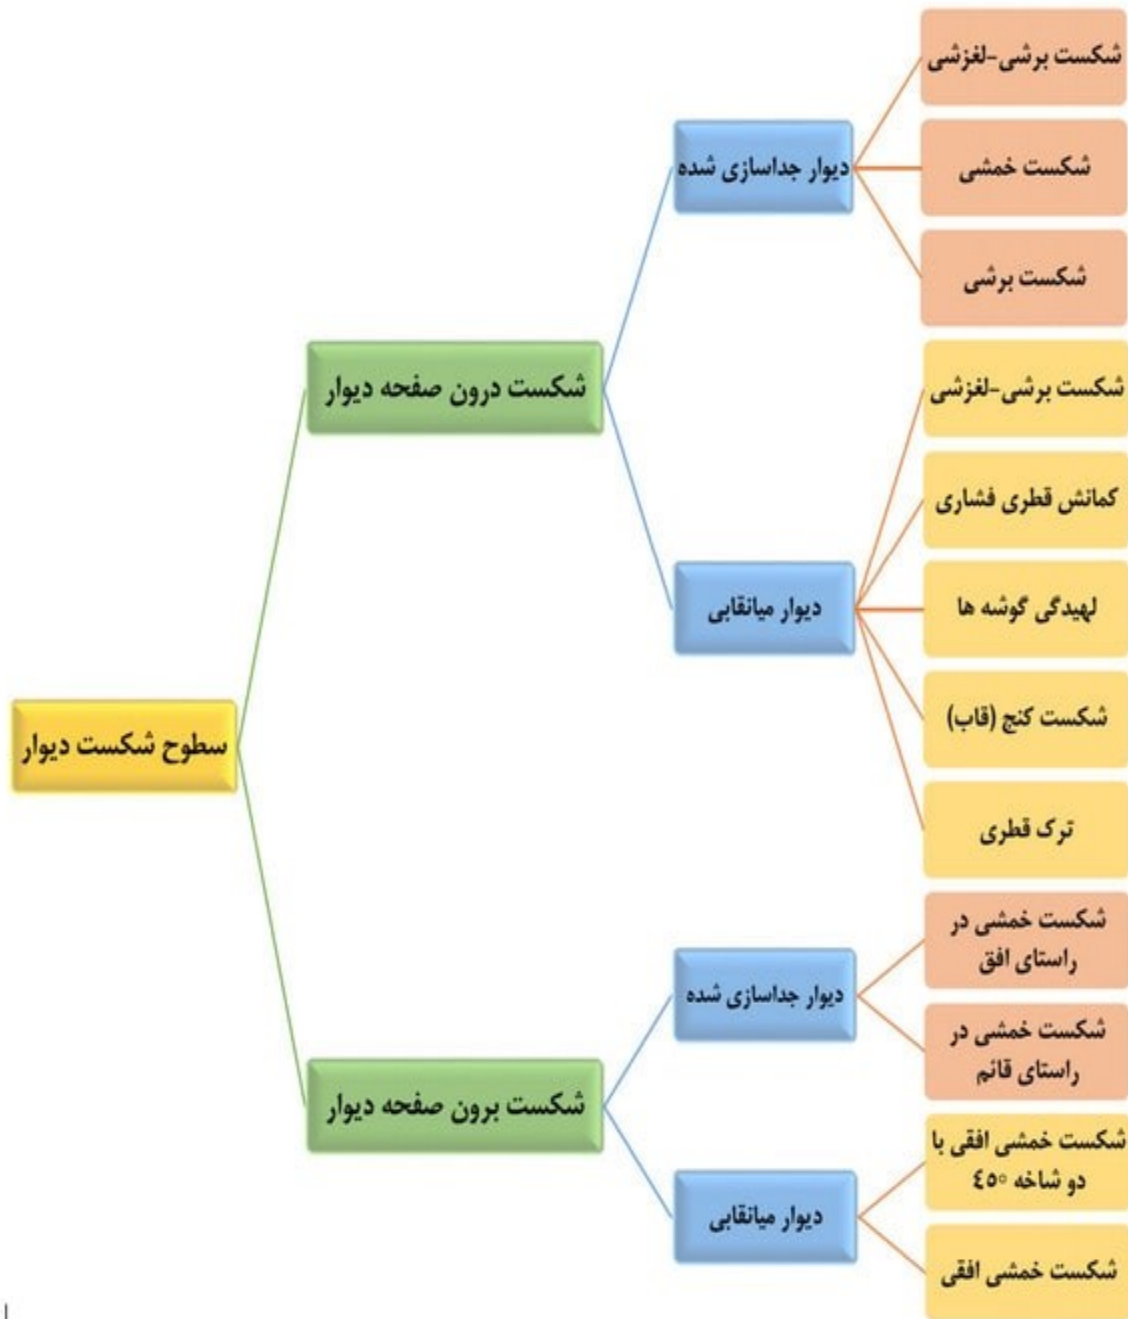 شکست برشی-لغزشی
دیوار جداسازی شده
شکست خمشی
شکست برشی
شکست درون صفحه دیوار
شکست برشی-لغزشی
کمانش قطری فشاری
دیوار میانقابی
لهیدگی گوشه ها
شکست کنج (قاب)
سطوح شکست دیوار
ترک قطری
شکست خمشی در
راستای افق
دیوار جداسازی شده
شکست خمشی در
راستای قائم
شکست برون صفحه دیوار
شکست خمشی افقی با
دو شاخه ٤٥°
دیوار میانقابی
شکست خمشی افقی